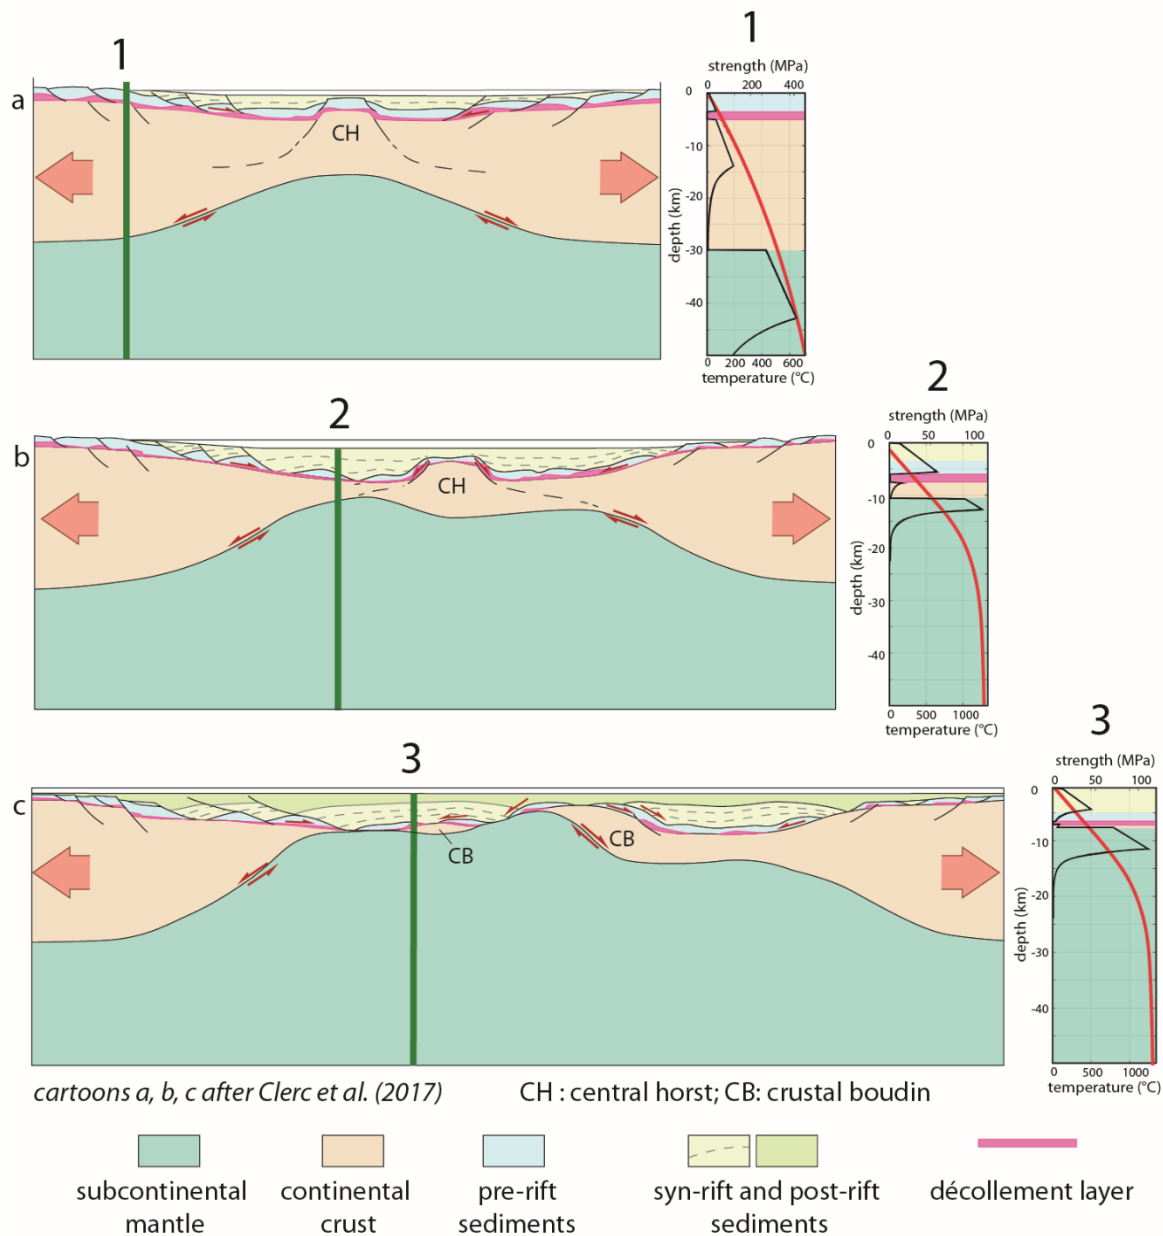 1
strength (MPa)
0 200 400
0
-10
-20
-30
-40
depth (km)
0 200 400 600
temperature (°C)
1
a
CH
2
strength (MPa)
0 50 100
0
-10
-20
-30
-40
depth (km)
0 500 1000
temperature (°C)
2
b
CH
3
strength (MPa)
0 50 100
0
-10
-20
-30
-40
depth (km)
0 500 1000
temperature (°C)
3
c
CB
CB
cartoons a, b, c after Clerc et al. (2017)
CH : central horst; CB: crustal boudin
subcontinental
mantle
continental
crust
pre-rift
sediments
syn-rift and post-rift
sediments
décollement layer